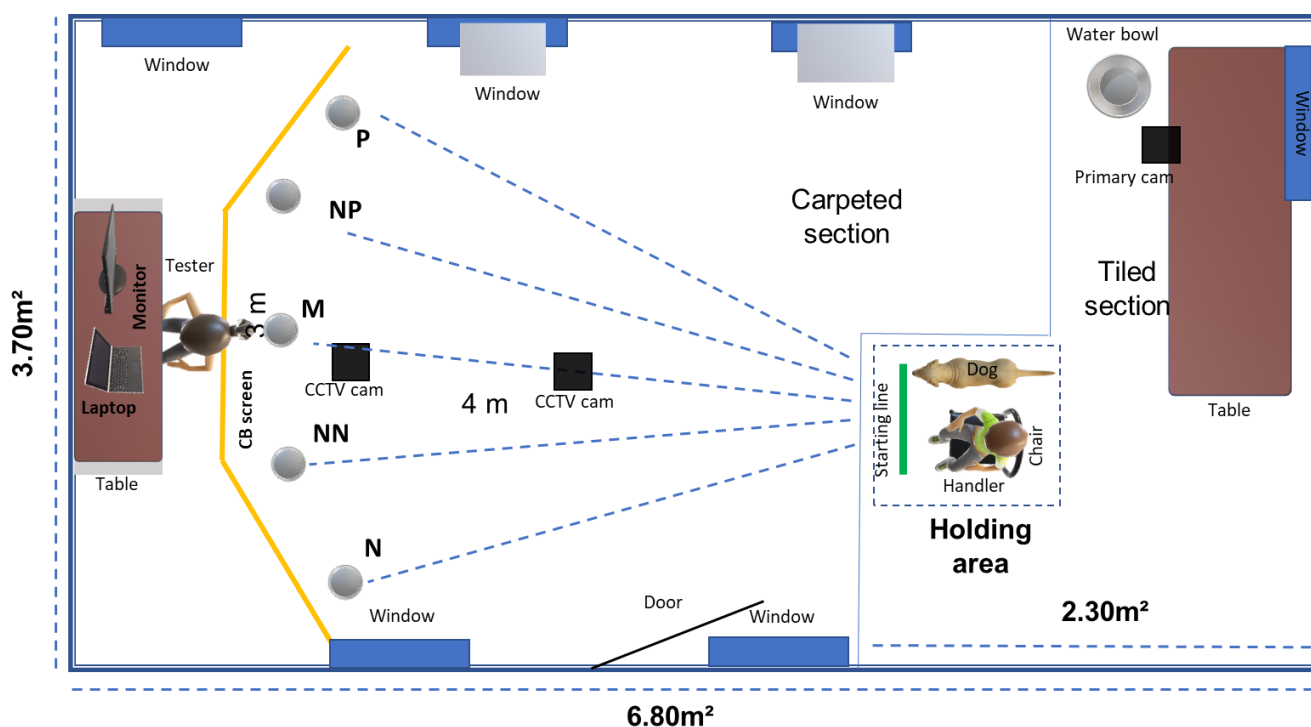 Window
Window
Window
Water bowl
Window
Primary cam
P
NP
Carpeted
section
Tiled
section
Tester
Monitor
Laptop
Table
3 m
M
CB screen
CCTV cam
CCTV cam
4 m
NN
N
Starting line
Dog
Chair
Handler
Holding
area
Table
Window
Door
Window
2.30m²
3.70m²
6.80m²